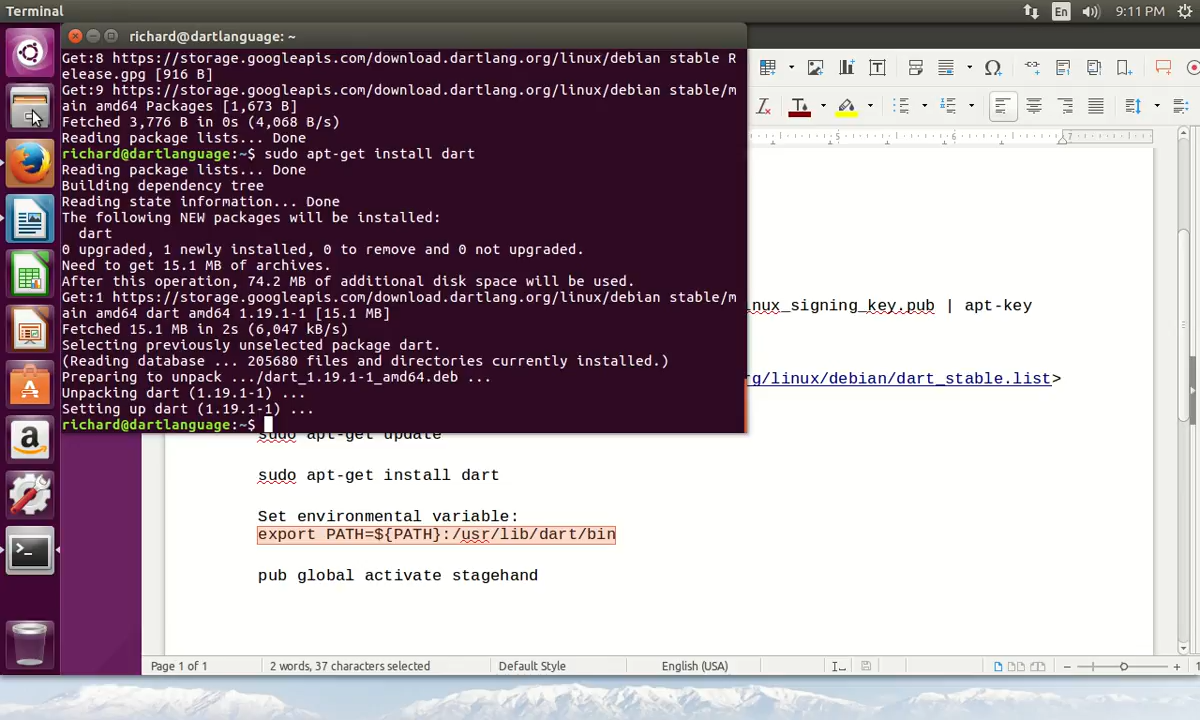 Terminal
En
9:11 PM
richard@dartlanguage: ~
Get:8 https://storage.googleapis.com/download.dartlang.org/linux/debian stable R
elease.gpg [916 B]
Get:9 https://storage.googleapis.com/download.dartlang.org/linux/debian stable/m
ain amd64 Packages [1,673 B]
Fetched 3,776 B in 0s (4,068 B/s)
Reading package lists... Done
richard@dartlanguage:~$ sudo apt-get install dart
Reading package lists... Done
Building dependency tree
Reading state information... Done
The following NEW packages will be installed:
  dart
0 upgraded, 1 newly installed, 0 to remove and 0 not upgraded.
Need to get 15.1 MB of archives.
After this operation, 74.2 MB of additional disk space will be used.
Get:1 https://storage.googleapis.com/download.dartlang.org/linux/debian stable/m
ain amd64 dart amd64 1.19.1-1 [15.1 MB]
Fetched 15.1 MB in 2s (6,047 kB/s)
Selecting previously unselected package dart.
(Reading database ... 205680 files and directories currently installed.)
Preparing to unpack .../dart_1.19.1-1_amd64.deb ...
Unpacking dart (1.19.1-1) ...
Setting up dart (1.19.1-1) ...
richard@dartlanguage:~$
5 6 7
nux_signing_key.pub | apt-key
rg/linux/debian/dart_stable.list>
sudo apt-get update
sudo apt-get install dart
Set environmental variable:
export PATH=${PATH}:/usr/lib/dart/bin
pub global activate stagehand
Page 1 of 1 2 words, 37 characters selected Default Style English (USA)